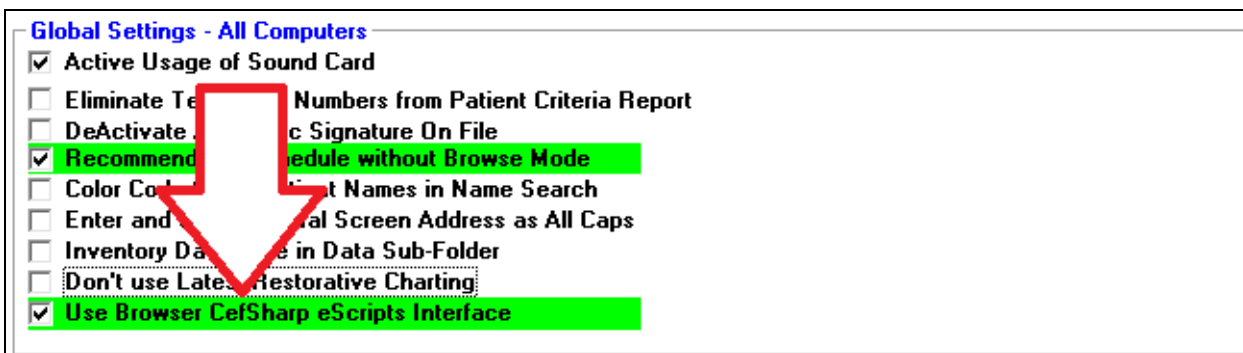 Global Settings - All Computers
Active Usage of Sound Card
Eliminate Numbers from Patient Criteria Report
DeActivate Signature On File
Recommend without Browse Mode
Color Names in Name Search
Enter and Screen Address as All Caps
Inventory in Data Sub-Folder
Don't use Restorative Charting
Use Browser CefSharp eScripts Interface